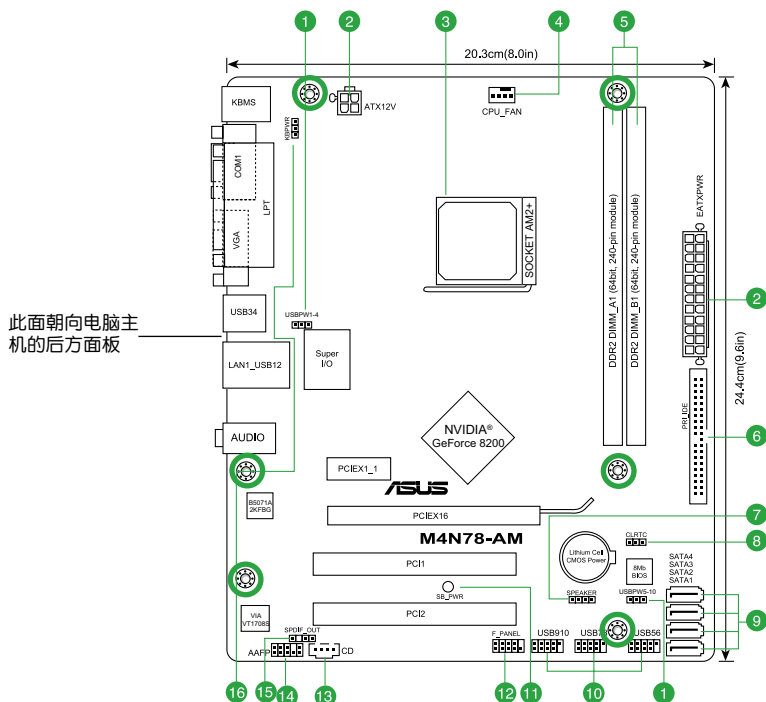 1
2
3
4
5
20.3cm(8.0in)
KBMS
ATX12V
CPU_FAN
KBPWR
COM1
LPT
VGA
SOCKET AM2+
DDR2 DIMM_A1 (64bit, 240-pin module)
DDR2 DIMM_B1 (64bit, 240-pin module)
EATXPWR
2
24.4cm(9.6in)
此面朝向电脑主
机的后方面板
USB34
USBPW1-4
LAN1_USB12
Super
I/O
AUDIO
NVIDIA®
GeForce 8200
PRI_IDE
6
PCIEX1_1
B5071A
2KFBG
ASUS
PCIEX16
7
M4N78-AM
CLRTC
8
Lithium Cell
CMOS Power
8Mb
BIOS
SATA4
SATA3
SATA2
SATA1
PCI1
SB_PWR
SPEAKER
USBPW5-10
9
VIA
VT1708S
PCI2
SPDIF_OUT
AAFP
CD
F_PANEL
USB910
USB78
USB56
16
15
14
13
12
11
10
1